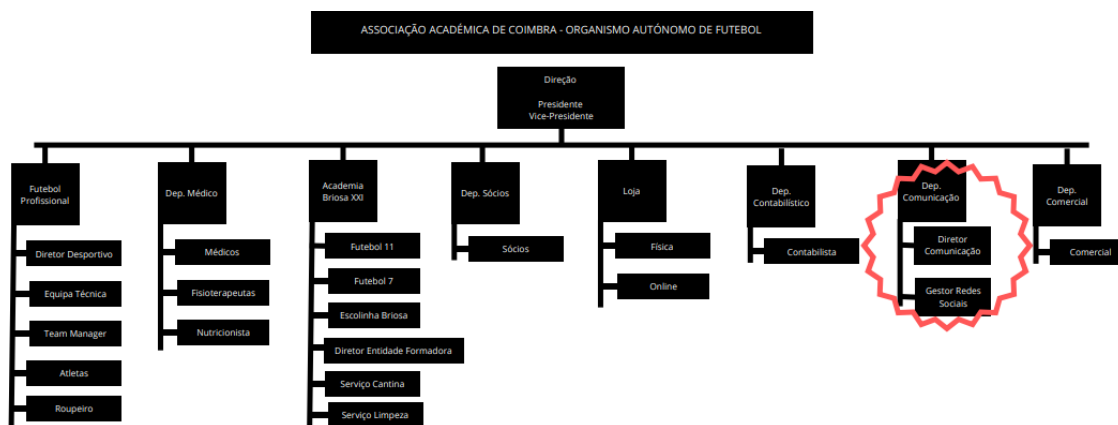 ASSOCIAÇÃO ACADÉMICA DE COIMBRA - ORGANISMO AUTÓNOMO DE FUTEBOL
Direção
Presidente
Vice-Presidente
Futebol
Profissional
Diretor Desportivo
Equipa Técnica
Team Manager
Atletas
Roupeiro
Dep. Médico
Médicos
Fisioterapeutas
Nutricionista
Academia
Briosa XXI
Futebol 11
Futebol 7
Escolinha Briosa
Diretor Entidade Formadora
Serviço Cantina
Serviço Limpeza
Dep. Sócios
Sócios
Loja
Física
Online
Dep.
Contabilístico
Contabilista
Dep.
Comunicação
Diretor
Comunicação
Gestor Redes
Sociais
Dep.
Comercial
Comercial